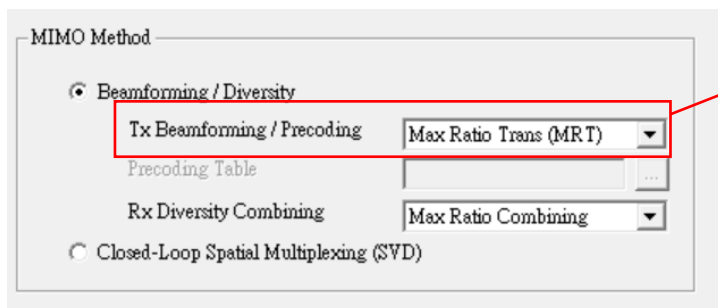 MIMO Method
Beamforming / Diversity
Tx Beamforming / Precoding Max Ratio Trans (MRT)
Precoding Table ...
Rx Diversity Combining Max Ratio Combining
Closed-Loop Spatial Multiplexing (SVD)